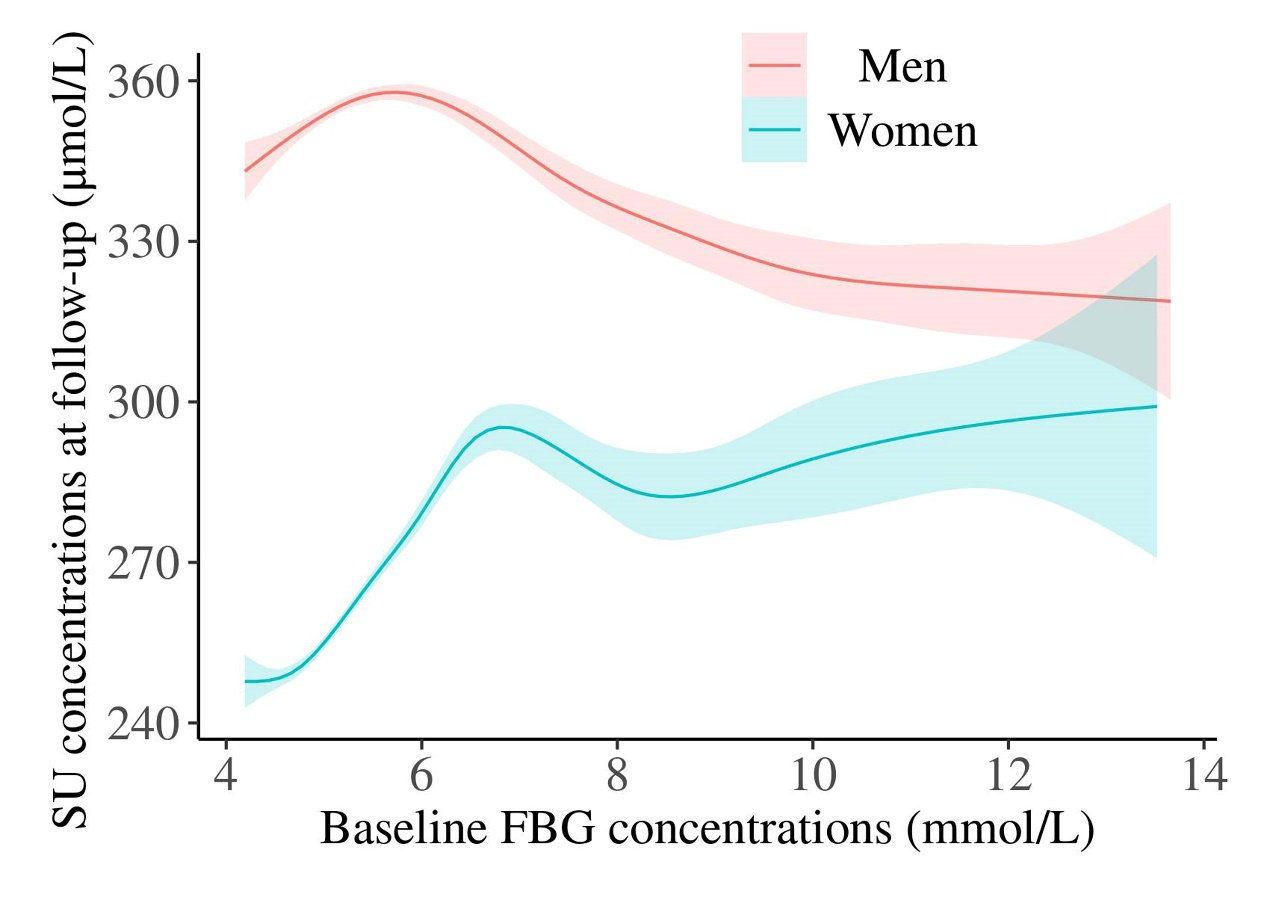 SU concentrations at follow-up (μmol/L)
360
330
300
270
240
Men
Women
4 6 8 10 12 14
Baseline FBG concentrations (mmol/L)